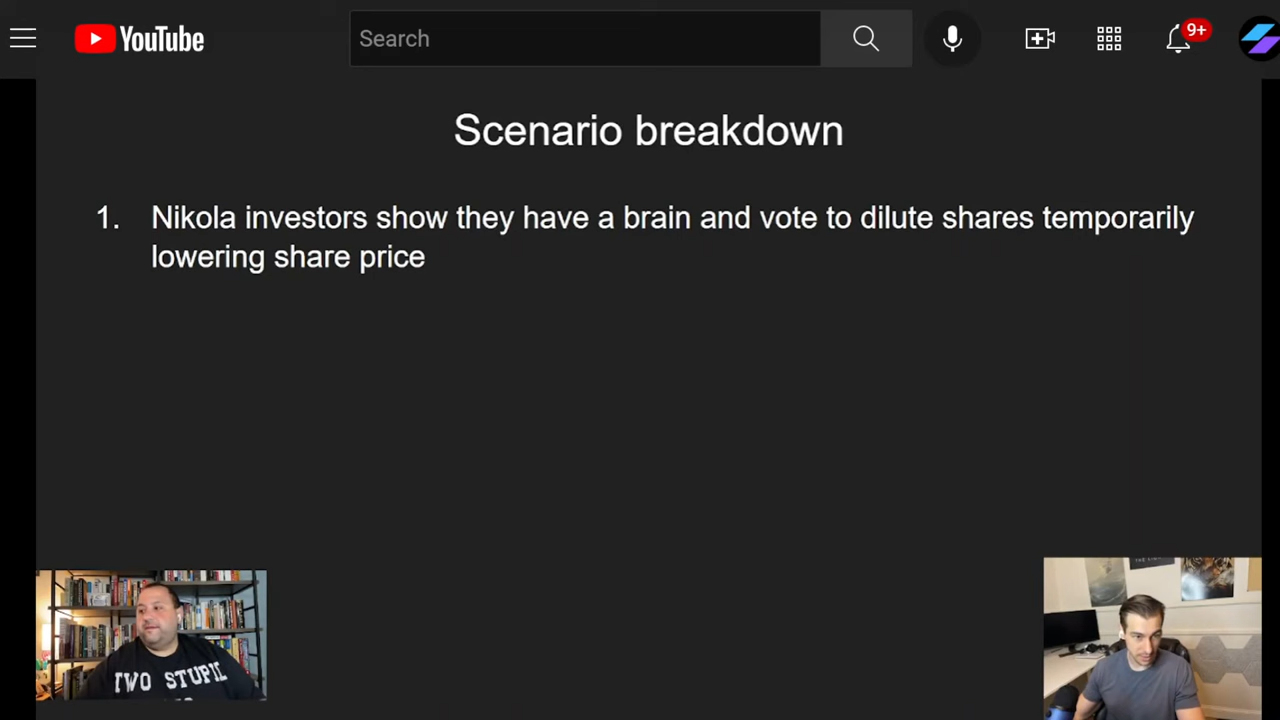 YouTube
Search
9+
Scenario breakdown
1. Nikola investors show they have a brain and vote to dilute shares temporarily
lowering share price
TWO STUPID